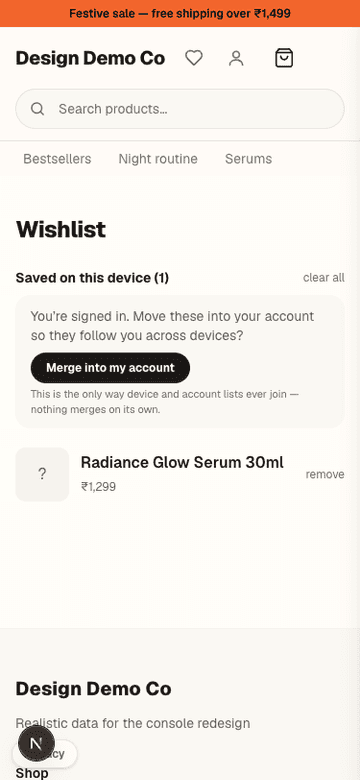 Festive sale — free shipping over ₹1,499
Design Demo Co
Search products...
Bestsellers Night routine Serums
Wishlist
Saved on this device (1) clear all
You're signed in. Move these into your account
so they follow you across devices?
Merge into my account
This is the only way device and account lists ever join —
nothing merges on its own.
?
Radiance Glow Serum 30ml
₹1,299
remove
Design Demo Co
Realistic data for the console redesign
N
Shop